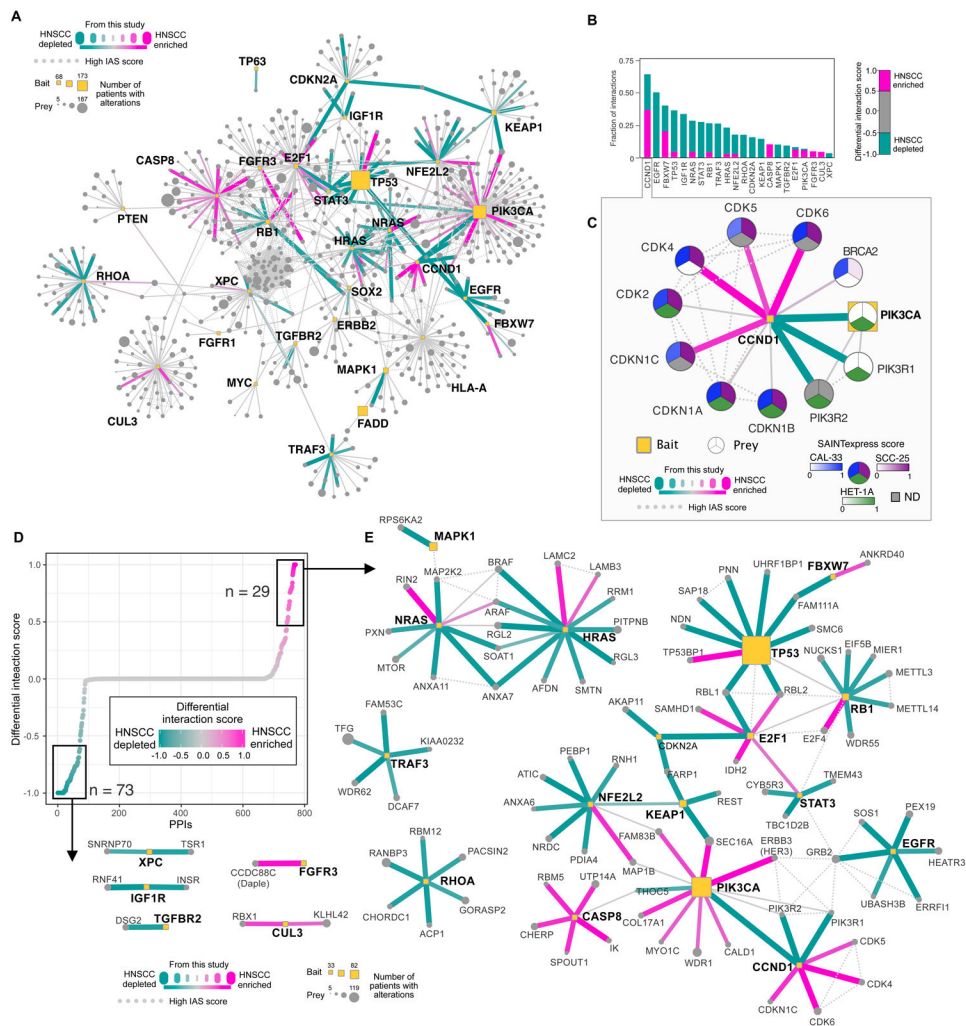 A
From this study
HNSCC depleted
HNSCC enriched
High IAS score
68 173
Bait
Number of patients with alterations
5 187
Prey
TP63
CDKN2A
IGF1R
KEAP1
CASP8
FGFR3
E2F1
NFE2L2
TP53
STAT3
PIK3CA
PTEN
RB1
NRAS
HRAS
CCND1
RHOA
XPC
SOX2
EGFR
FBXW7
TGFBR2
ERBB2
FGFR1
MAPK1
HLA-A
MYC
CUL3
FADD
TRAF3
B
Fraction of interactions
0.75
0.50
0.25
0
CCND1
EGFR
FBXW7
TP53
IGF1R
NRAS
STAT3
RB1
TRAF3
HRAS
NFE2L2
RHOA
CDKN2A
KEAP1
CASP8
MAPK1
TGFBR2
E2F1
PIK3CA
FGFR3
CUL3
XPC
Differential interaction score
1.0
0.5
0
-0.5
-1.0
HNSCC enriched
HNSCC depleted
C
CDK5
CDK6
CDK4
BRCA2
CDK2
PIK3CA
CCND1
CDKN1C
PIK3R1
CDKN1A
CDKN1B
PIK3R2
Bait
Prey
SAINTexpress score
CAL-33
SCC-25
0 1
0 1
HET-1A
0 1
ND
From this study
HNSCC depleted
HNSCC enriched
High IAS score
D
Differential inteaction score
1.0
0.5
0.0
-0.5
-1.0
n = 29
n = 73
Differential interaction score
HNSCC depleted
HNSCC enriched
-1.0 -0.5 0.0 0.5 1.0
0 200 400 600 800
PPIs
SNRNP70
TSR1
XPC
RNF41
INSR
IGF1R
DSG2
TGFBR2
CCDC88C (Daple)
FGFR3
RBX1
KLHL42
CUL3
From this study
HNSCC depleted
HNSCC enriched
High IAS score
33 82
Bait
Number of patients with alterations
5 119
Prey
E
RPS6KA2
MAPK1
MAP2K2
BRAF
LAMC2
LAMB3
RIN2
RRM1
NRAS
ARAF
PITPNB
PXN
RGL2
HRAS
MTOR
SOAT1
RGL3
ANXA11
ANXA7
AFDN
SMTN
FAM53C
TFG
KIAA0232
TRAF3
WDR62
DCAF7
RBM12
RANBP3
PACSIN2
RHOA
CHORDC1
GORASP2
ACP1
UHRF1BP1
FBXW7
ANKRD40
PNN
SAP18
FAM111A
NDN
SMC6
TP53
TP53BP1
NUCKS1
EIF5B
MIER1
METTL3
RBL1
RBL2
RB1
METTL14
AKAP11
SAMHD1
E2F1
E2F4
WDR55
CDKN2A
IDH2
TMEM43
CYB5R3
STAT3
TBC1D2B
PEBP1
RNH1
FARP1
ATIC
NFE2L2
KEAP1
REST
ANXA6
NRDC
PDIA4
FAM83B
SEC16A
SOS1
PEX19
ERBB3 (HER3)
GRB2
EGFR
HEATR3
MAP1B
RBM5
UTP14A
THOC5
PIK3CA
UBASH3B
ERRFI1
COL17A1
PIK3R2
PIK3R1
CASP8
CHERP
IK
SPOUT1
MYO1C
WDR1
CALD1
CCND1
CDK5
CDK4
CDKN1C
CDK6